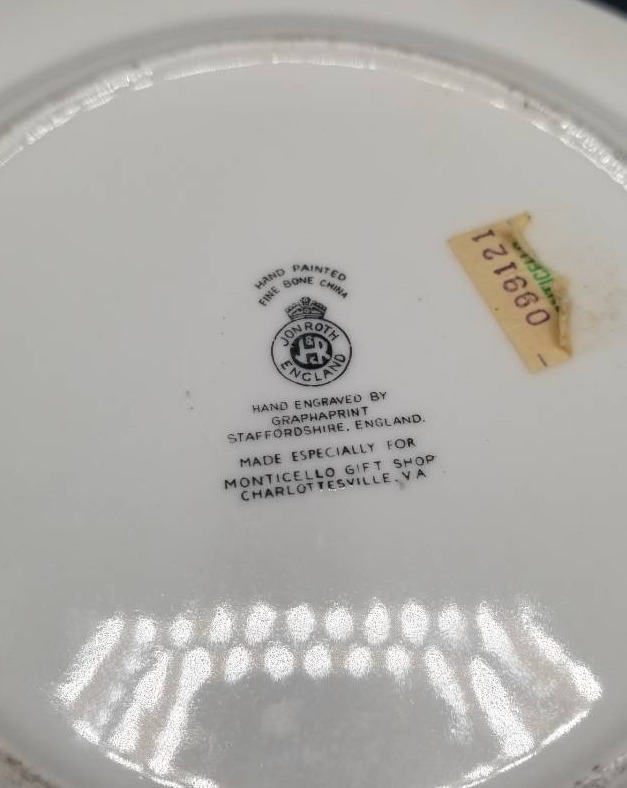 HAND PAINTED
FINE BONE CHINA
JONROTH
H&R
ENGLAND
HAND ENGRAVED BY
GRAPHAPRINT
STAFFORDSHIRE, ENGLAND.
MADE ESPECIALLY FOR
MONTICELLO GIFT SHOP
CHARLOTTESVILLE, VA
099121